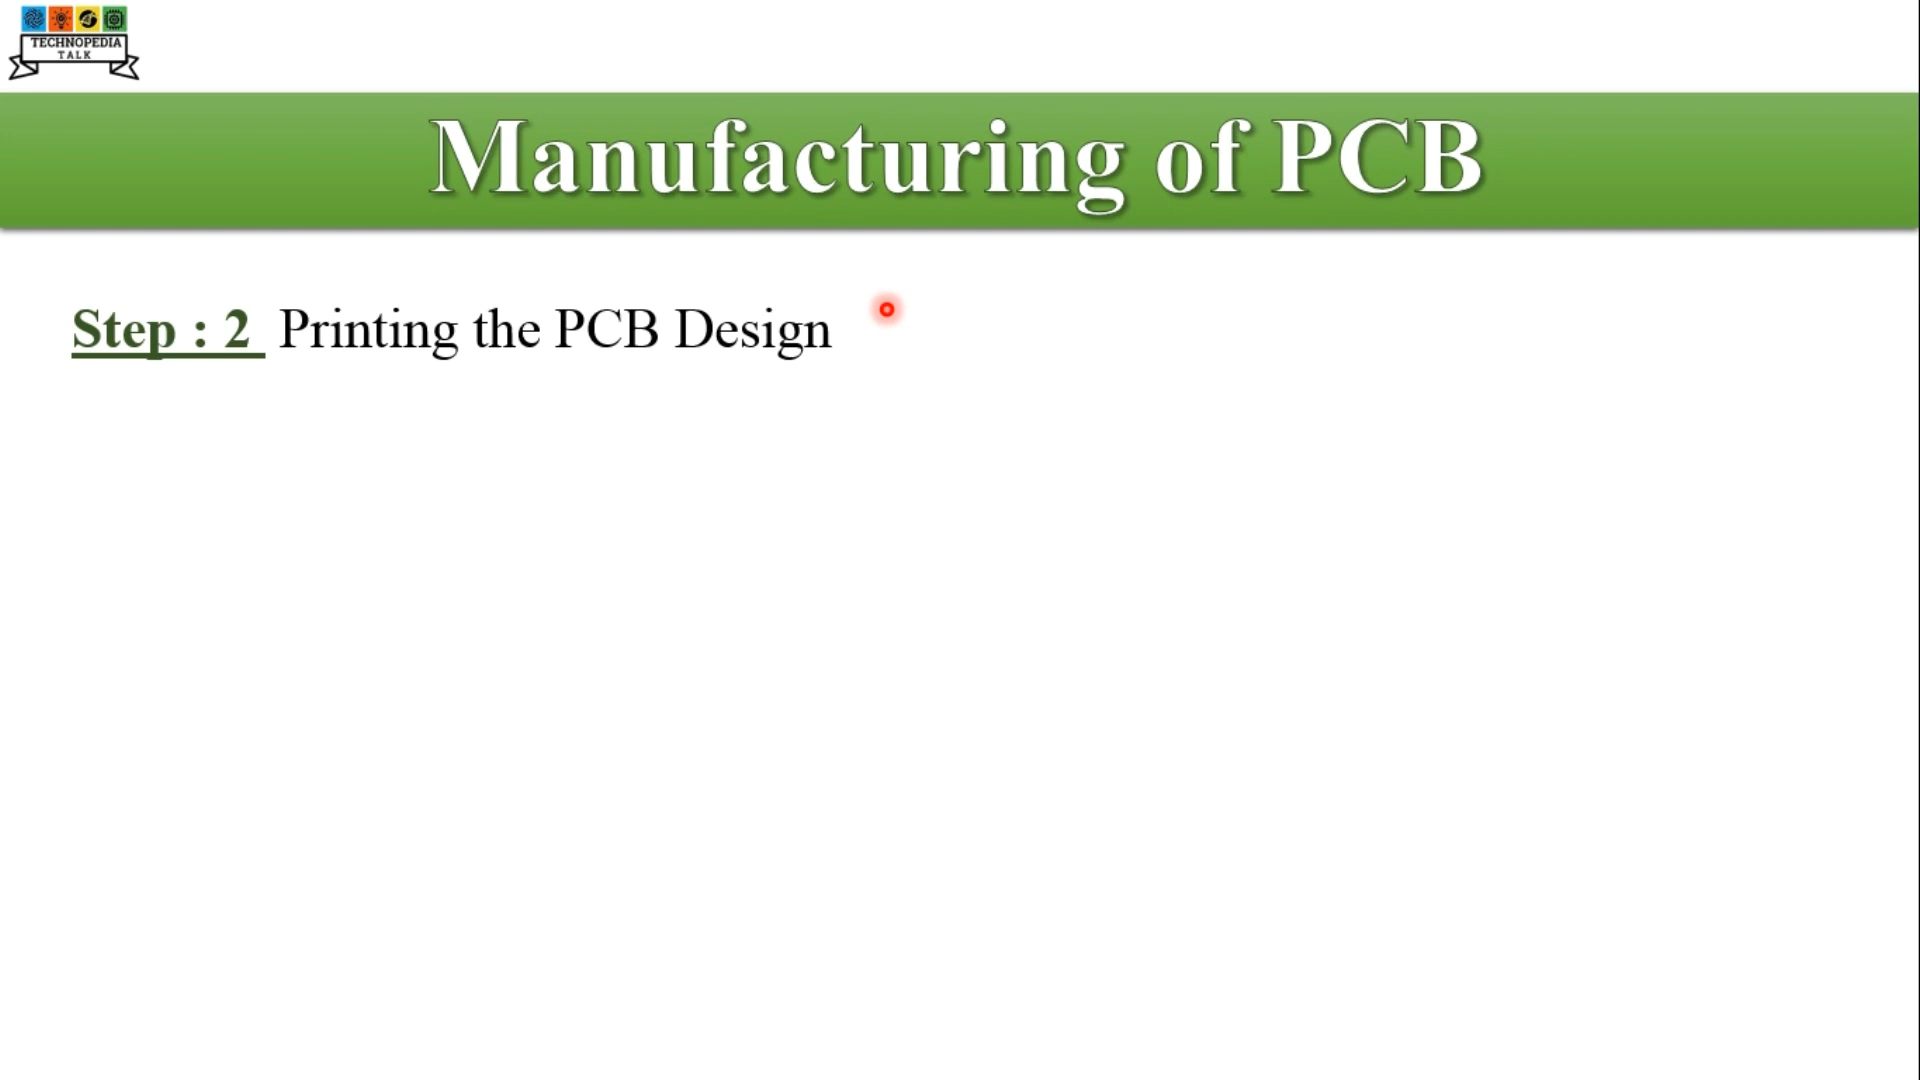 TECHNOPEDIA
TALK
Manufacturing of PCB
Step : 2 Printing the PCB Design